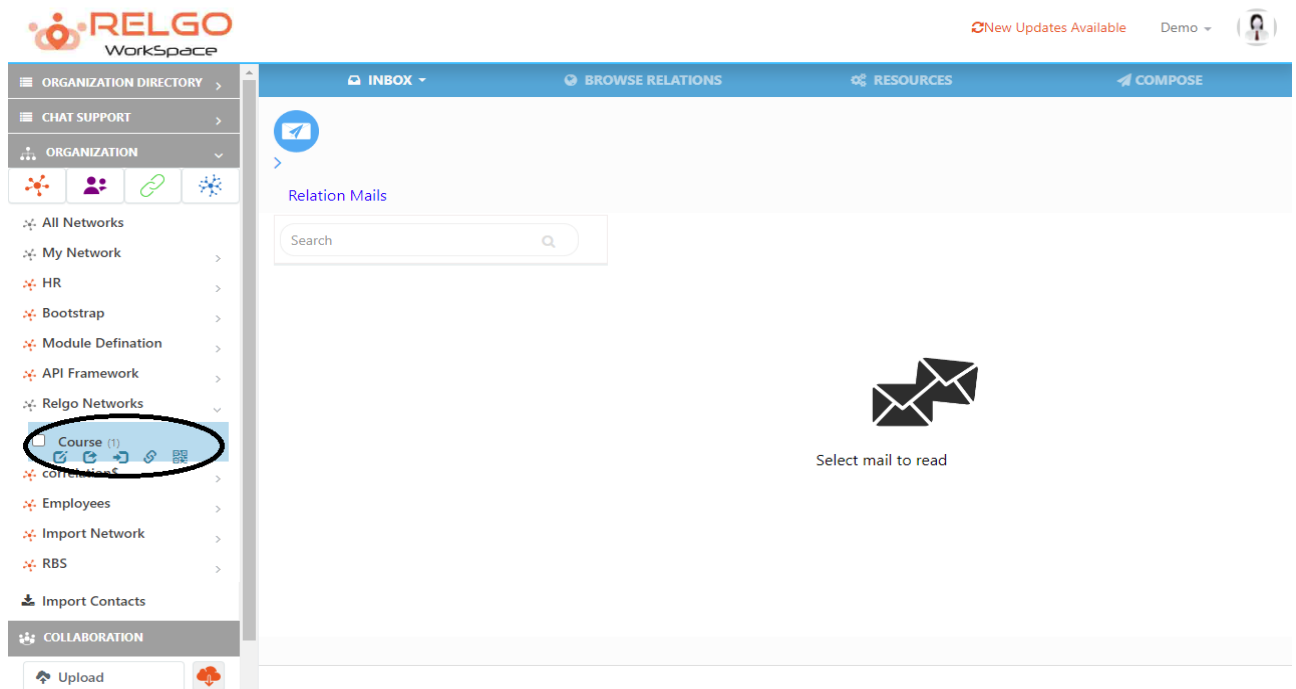 RELGO
WorkSpace
New Updates Available
Demo
ORGANIZATION DIRECTORY
CHAT SUPPORT
ORGANIZATION
All Networks
My Network
HR
Bootstrap
Module Defination
API Framework
Relgo Networks
Course (1)
correlation$
Employees
Import Network
RBS
Import Contacts
COLLABORATION
Upload
INBOX
BROWSE RELATIONS
RESOURCES
COMPOSE
Relation Mails
Search
Select mail to read